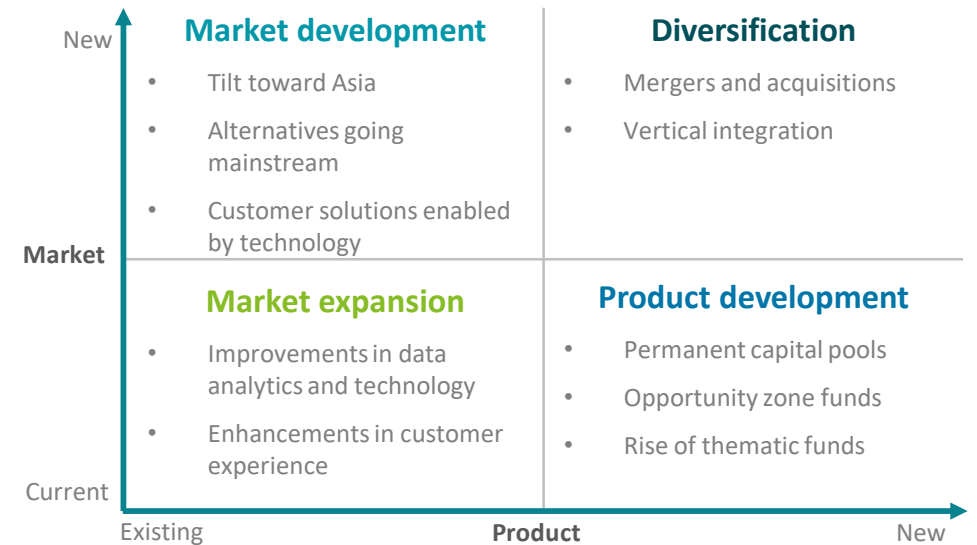 New
Market development
• Tilt toward Asia
• Alternatives going
mainstream
• Customer solutions enabled
by technology
Diversification
• Mergers and acquisitions
• Vertical integration
Market
Market expansion
• Improvements in data
analytics and technology
• Enhancements in customer
experience
Product development
• Permanent capital pools
• Opportunity zone funds
• Rise of thematic funds
Current
Existing
Product
New